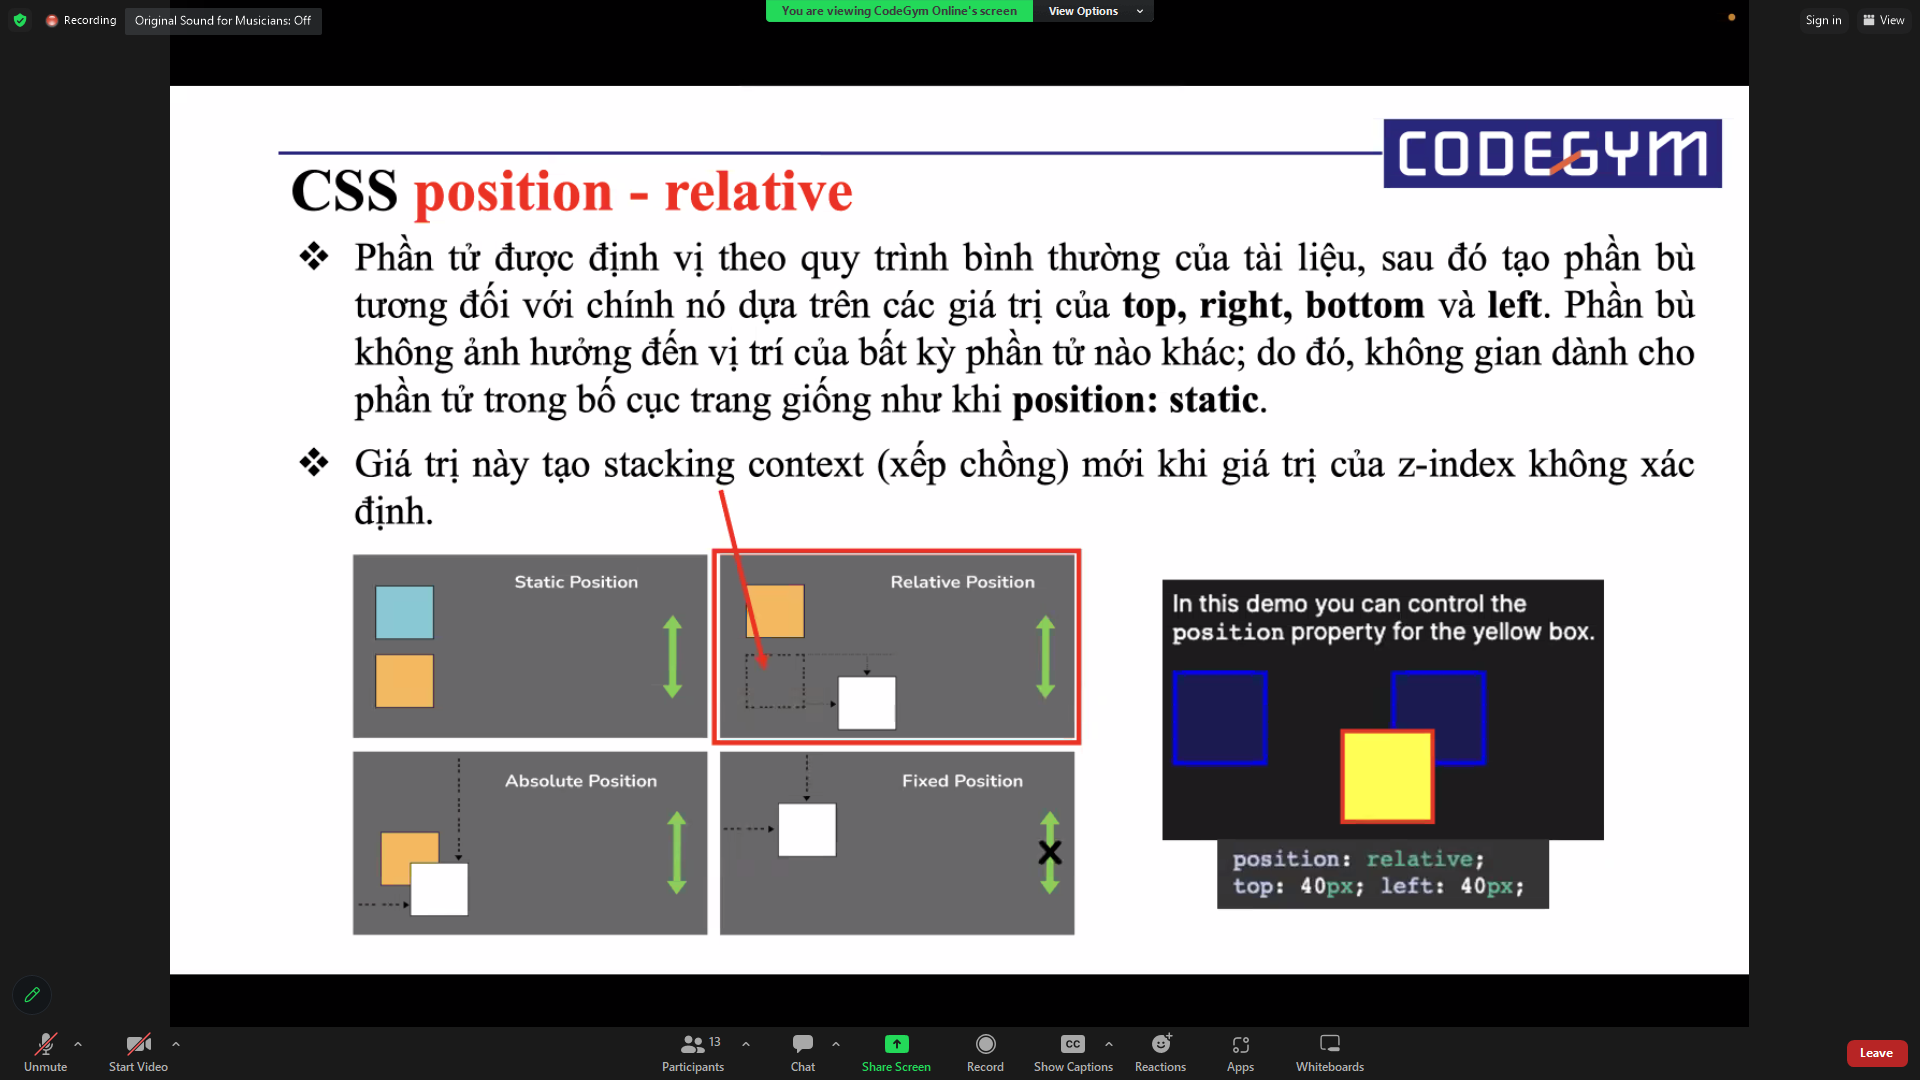 Recording
Original Sound for Musicians: Off
You are viewing CodeGym Online's screen
View Options
Sign in
View
CODEGYM
CSS position - relative
Phần tử được định vị theo quy trình bình thường của tài liệu, sau đó tạo phần bù
tương đối với chính nó dựa trên các giá trị của top, right, bottom và left. Phần bù
không ảnh hưởng đến vị trí của bất kỳ phần tử nào khác; do đó, không gian dành cho
phần tử trong bố cục trang giống như khi position: static.
Giá trị này tạo stacking context (xếp chồng) mới khi giá trị của z-index không xác
định.
Static Position
Relative Position
Absolute Position
Fixed Position
In this demo you can control the
position property for the yellow box.
position: relative;
top: 40px; left: 40px;
Unmute
Start Video
13
Participants
Chat
Share Screen
Record
CC
Show Captions
Reactions
Apps
Whiteboards
Leave